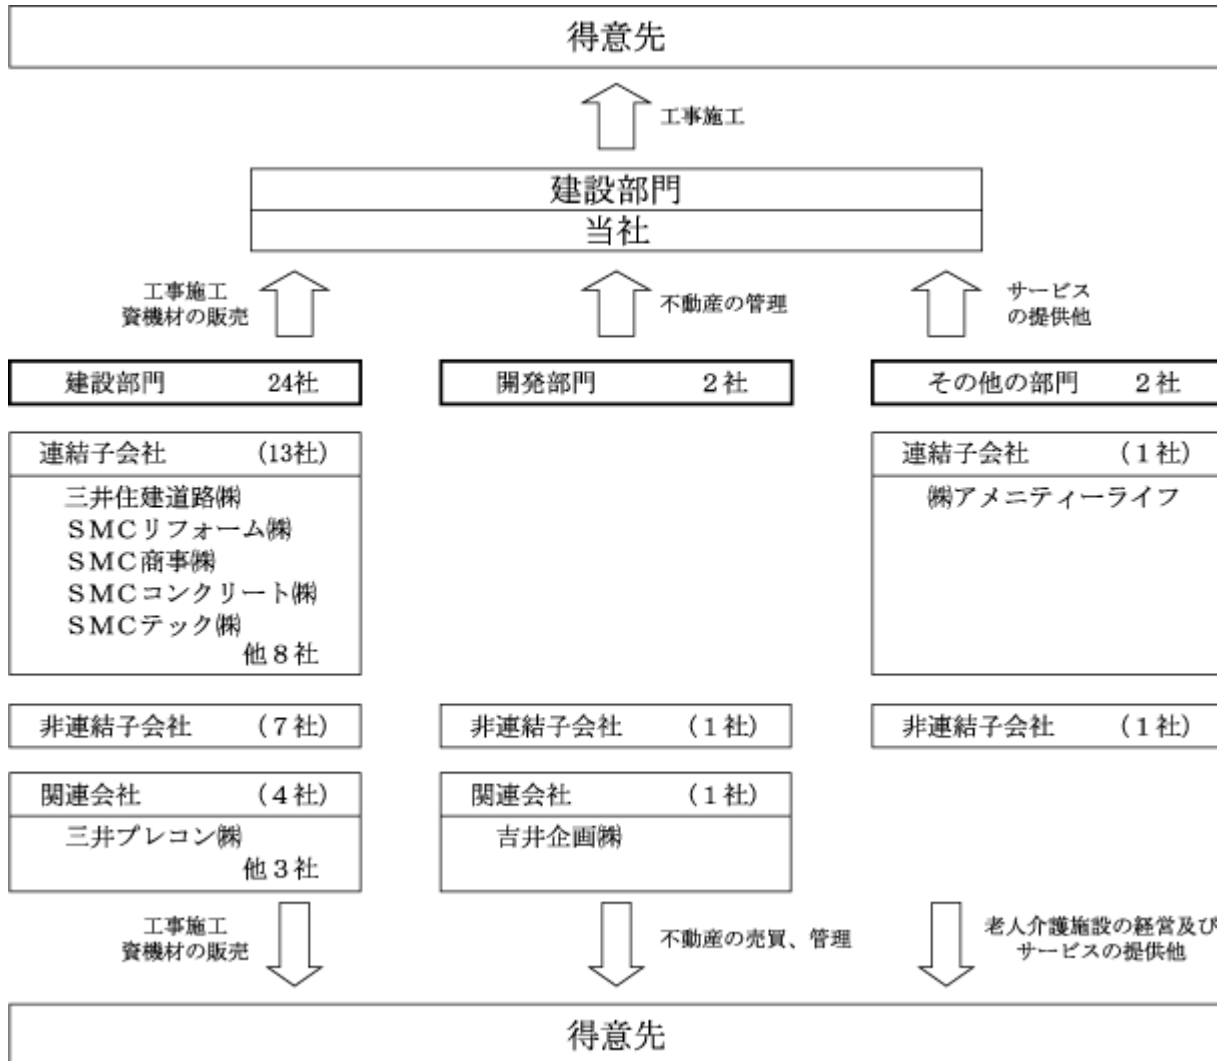 得意先
工事施工
建設部門
当社
工事施工
資機材の販売
不動産の管理
サービス
の提供他
建設部門 24社
開発部門 2社
その他の部門 2社
連結子会社 (13社)
三井住建道路㈱
SMCリフォーム㈱
SMC商事㈱
SMCコンクリート㈱
SMCテック㈱
他8社
連結子会社 (1社)
㈱アメニティーライフ
非連結子会社 (7社)
非連結子会社 (1社)
非連結子会社 (1社)
関連会社 (4社)
三井プレコン㈱
他3社
関連会社 (1社)
吉井企画㈱
工事施工
資機材の販売
不動産の売買、管理
老人介護施設の経営及び
サービスの提供他
得意先